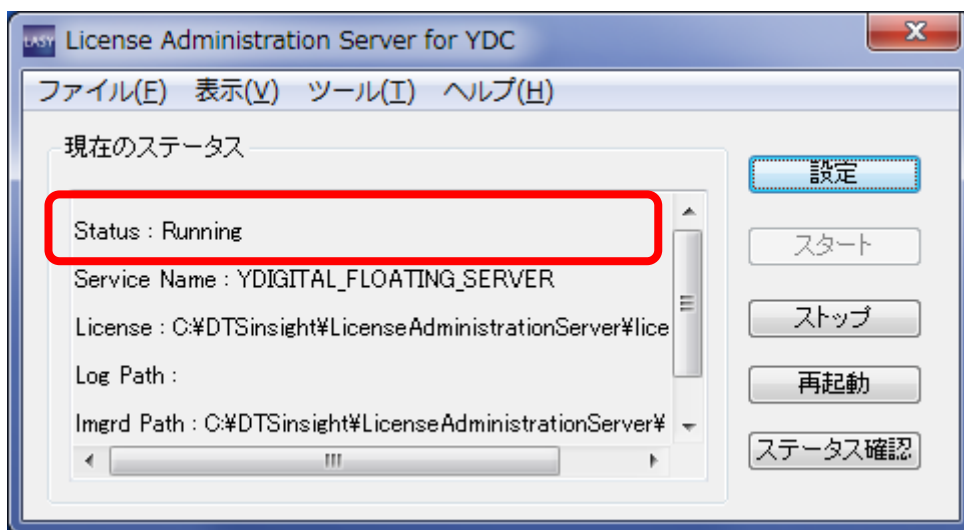 EASY License Administration Server for YDC
ファイル(F) 表示(V) ツール(T) ヘルプ(H)
現在のステータス
Status : Running
Service Name : YDIGITAL_FLOATING_SERVER
License : C:¥DTSinsight¥LicenseAdministrationServer¥lice
Log Path :
lmgrd Path : C:¥DTSinsight¥LicenseAdministrationServer¥
設定
スタート
ストップ
再起動
ステータス確認